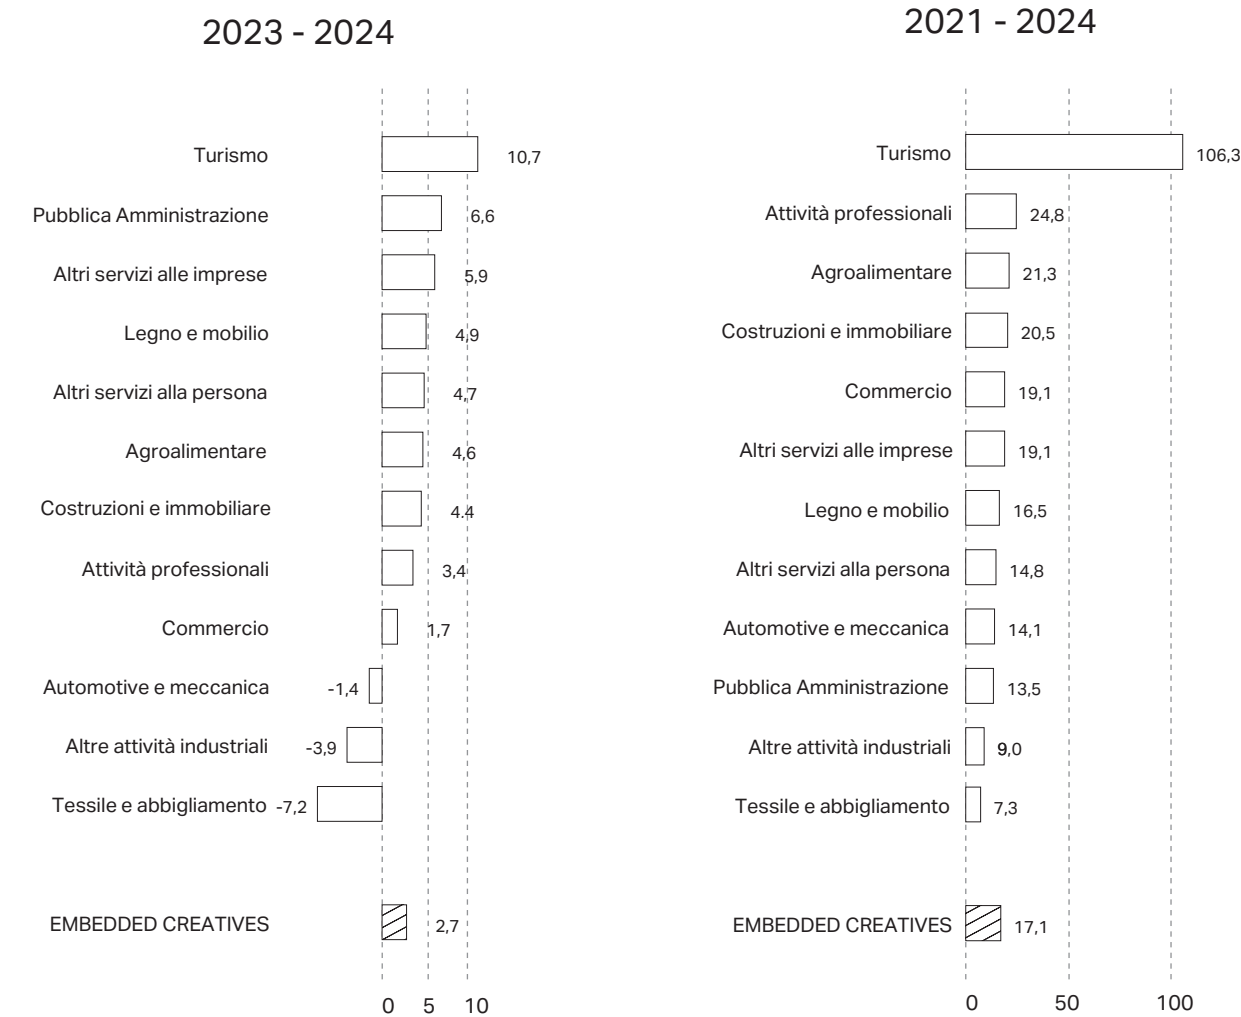 2023 - 2024
Turismo 10,7
Pubblica Amministrazione 6,6
Altri servizi alle imprese 5,9
Legno e mobilio 4,9
Altri servizi alla persona 4,7
Agroalimentare 4,6
Costruzioni e immobiliare 4.4
Attività professionali 3,4
Commercio 1,7
Automotive e meccanica -1,4
Altre attività industriali -3,9
Tessile e abbigliamento -7,2
EMBEDDED CREATIVES 2,7
0 5 10
2021 - 2024
Turismo 106,3
Attività professionali 24,8
Agroalimentare 21,3
Costruzioni e immobiliare 20,5
Commercio 19,1
Altri servizi alle imprese 19,1
Legno e mobilio 16,5
Altri servizi alla persona 14,8
Automotive e meccanica 14,1
Pubblica Amministrazione 13,5
Altre attività industriali 9,0
Tessile e abbigliamento 7,3
EMBEDDED CREATIVES 17,1
0 50 100